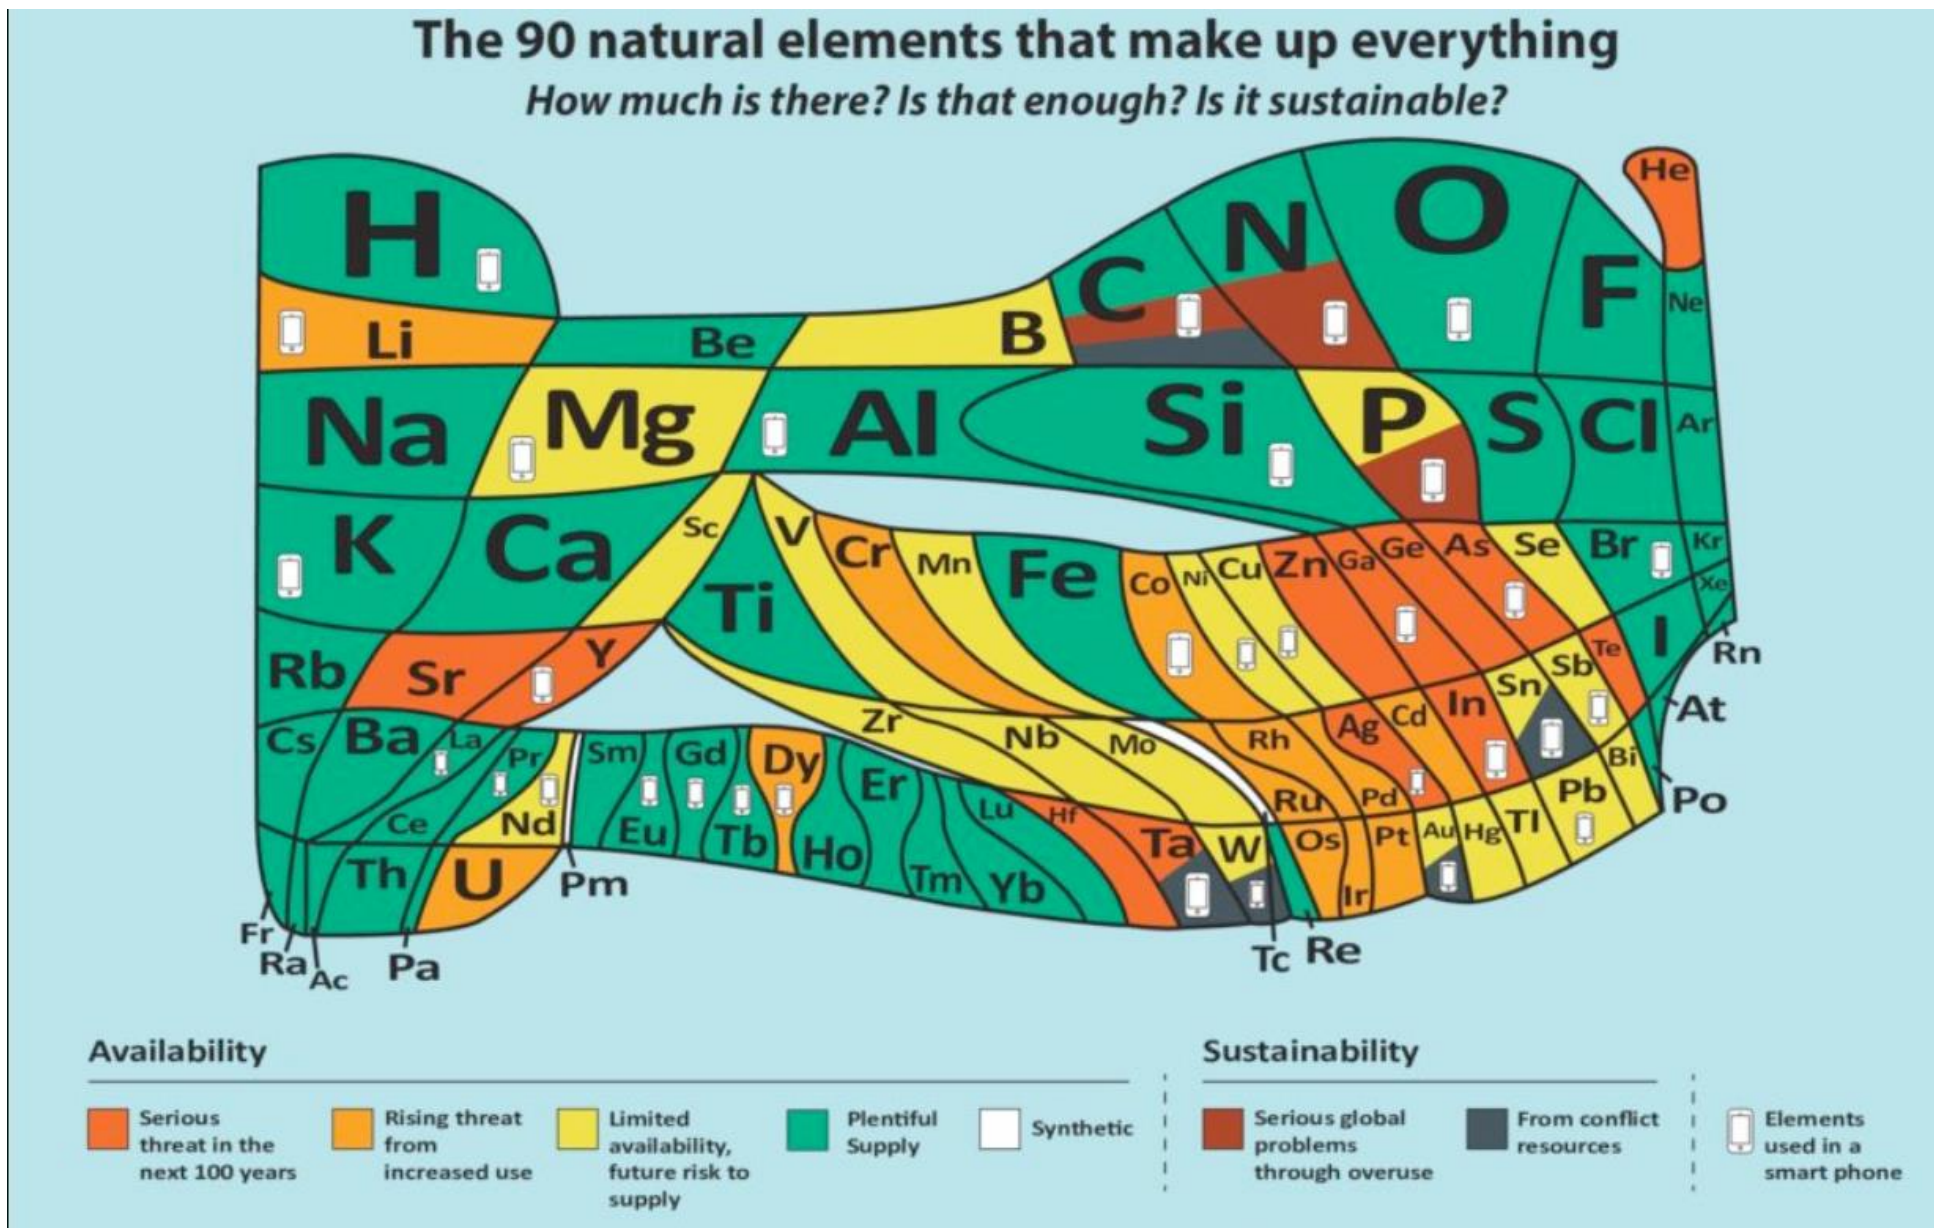 The 90 natural elements that make up everything
How much is there? Is that enough? Is it sustainable?
H
He
Li
Be
B
C
N
O
F
Ne
Na
Mg
Al
Si
P
S
Cl
Ar
K
Ca
Sc
Ti
V
Cr
Mn
Fe
Co
Ni
Cu
Zn
Ga
Ge
As
Se
Br
Kr
Rb
Sr
Y
Zr
Nb
Mo
Rh
Ru
Pd
Ag
Cd
In
Sn
Sb
Te
I
Xe
Rn
Cs
Ba
La
Ce
Pr
Nd
Sm
Eu
Gd
Tb
Dy
Ho
Er
Tm
Yb
Lu
Hf
Ta
W
Os
Ir
Pt
Au
Hg
Tl
Pb
Bi
At
Po
Th
U
Pm
Fr
Ra
Ac
Pa
Tc
Re
Availability
Serious
threat in the
next 100 years
Rising threat
from
increased use
Limited
availability,
future risk to
supply
Plentiful
Supply
Synthetic
Sustainability
Serious global
problems
through overuse
From conflict
resources
Elements
used in a
smart phone